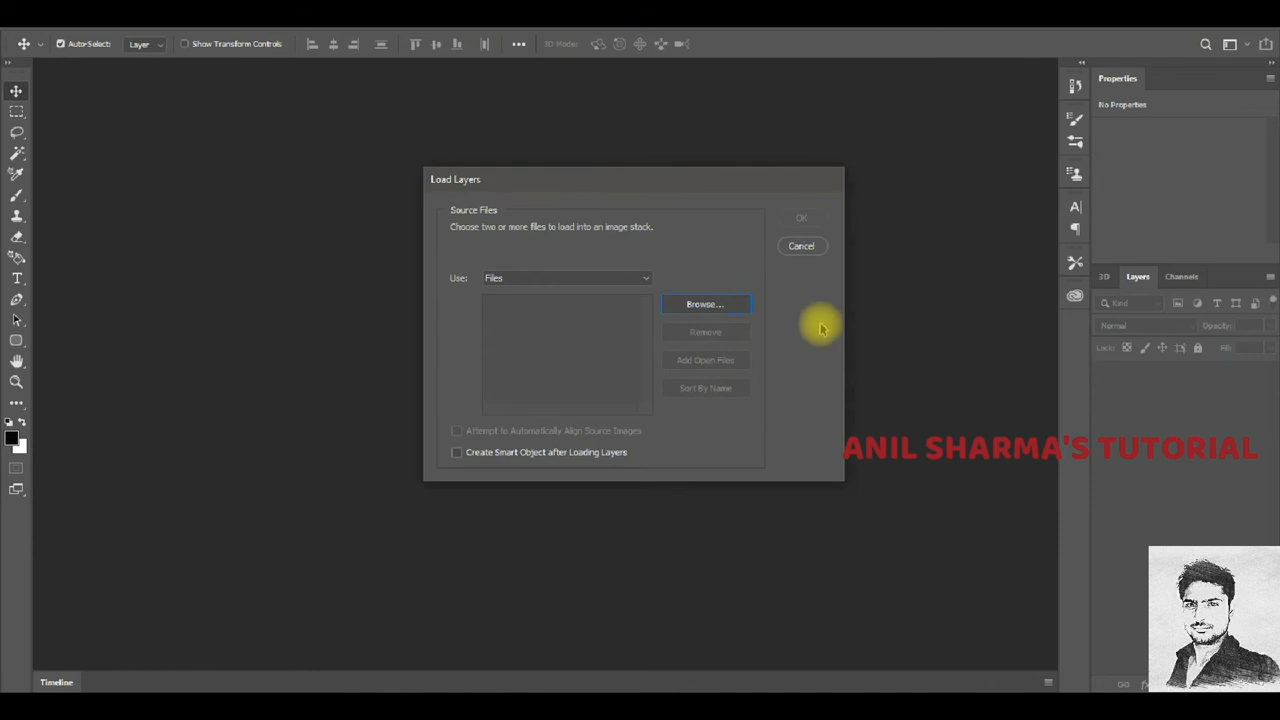 Auto-Select:
Layer
Show Transform Controls
3D Mode:
Properties
No Properties
Load Layers
Source Files
Choose two or more files to load into an image stack.
OK
Cancel
Use:
Files
Browse...
Remove
Add Open Files
Sort By Name
Attempt to Automatically Align Source Images
Create Smart Object after Loading Layers
3D
Layers
Channels
Kind
Normal
Opacity:
Lock:
Fill:
ANIL SHARMA'S TUTORIAL
Timeline